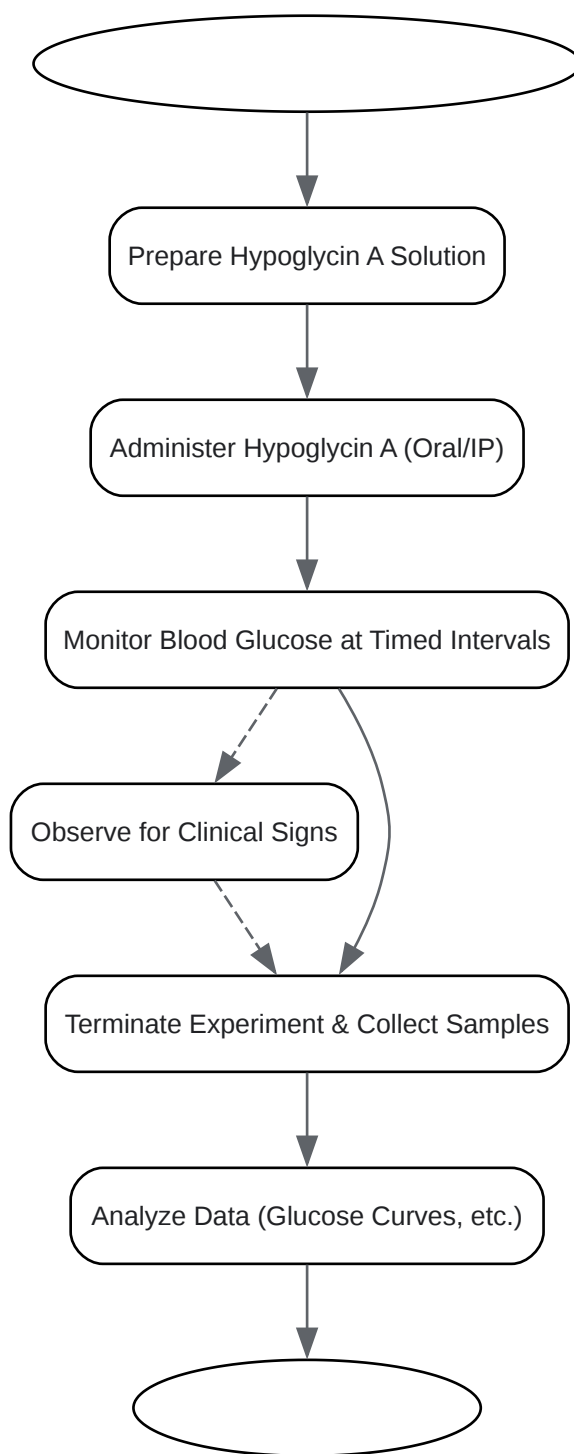 Prepare Hypoglycin A Solution
Administer Hypoglycin A (Oral/IP)
Monitor Blood Glucose at Timed Intervals
Observe for Clinical Signs
Terminate Experiment & Collect Samples
Analyze Data (Glucose Curves, etc.)